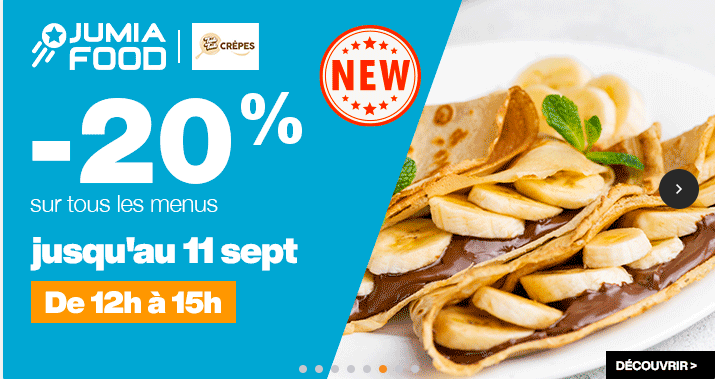 JUMIA
FOOD
CRÊPES
NEW
-20%
sur tous les menus
jusqu'au 11 sept
De 12h à 15h
DÉCOUVRIR >